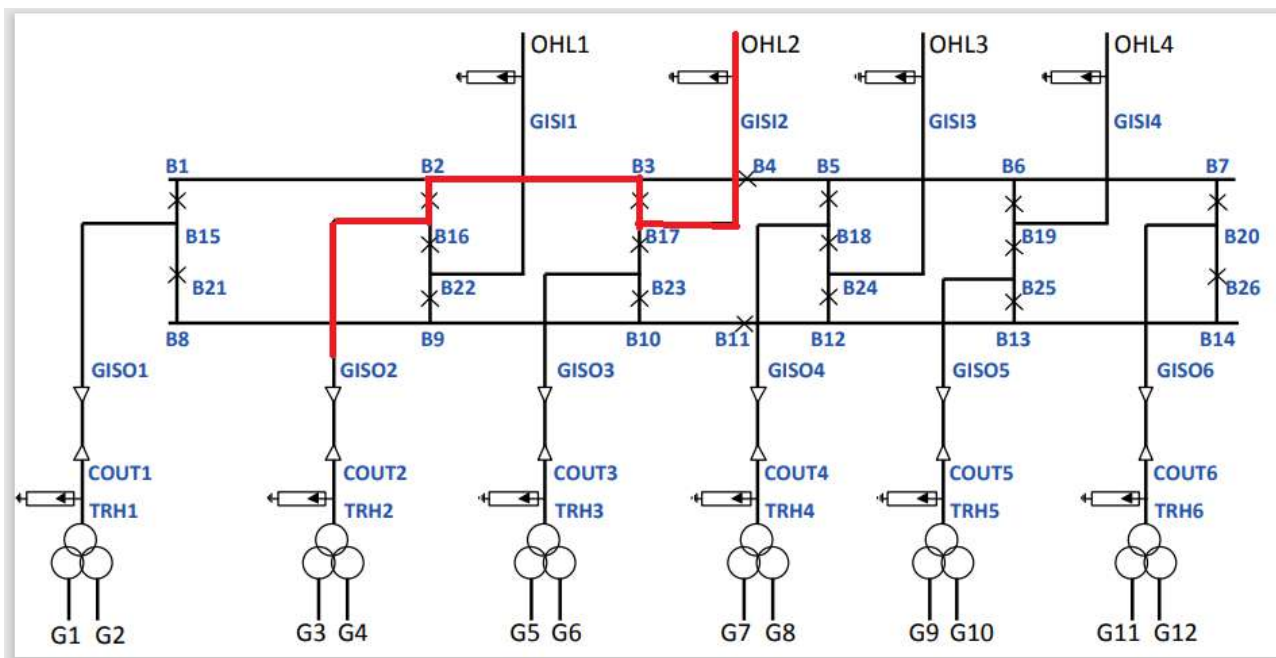 OHL1 OHL2 OHL3 OHL4
GISI1 GISI2 GISI3 GISI4
B1 B2 B3 B4 B5 B6 B7
B15 B16 B17 B18 B19 B20
B21 B22 B23 B24 B25 B26
B8 B9 B10 B11 B12 B13 B14
GISO1 GISO2 GISO3 GISO4 GISO5 GISO6
COUT1 COUT2 COUT3 COUT4 COUT5 COUT6
TRH1 TRH2 TRH3 TRH4 TRH5 TRH6
G1 G2 G3 G4 G5 G6 G7 G8 G9 G10 G11 G12